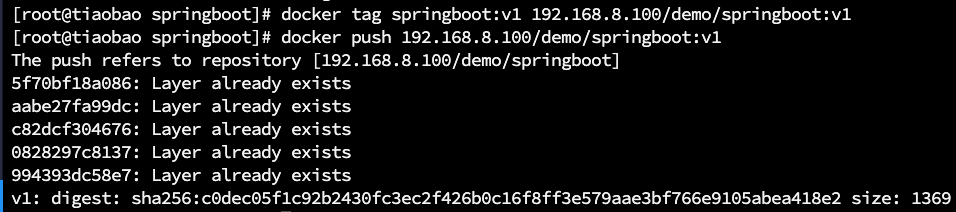 [root@tiaobao springboot]# docker tag springboot:v1 192.168.8.100/demo/springboot:v1
[root@tiaobao springboot]# docker push 192.168.8.100/demo/springboot:v1
The push refers to repository [192.168.8.100/demo/springboot]
5f70bf18a086: Layer already exists
aabe27fa99dc: Layer already exists
c82dcf304676: Layer already exists
0828297c8137: Layer already exists
994393dc58e7: Layer already exists
v1: digest: sha256:c0dec05f1c92b2430fc3ec2f426b0c16f8ff3e579aae3bf766e9105abea418e2 size: 1369